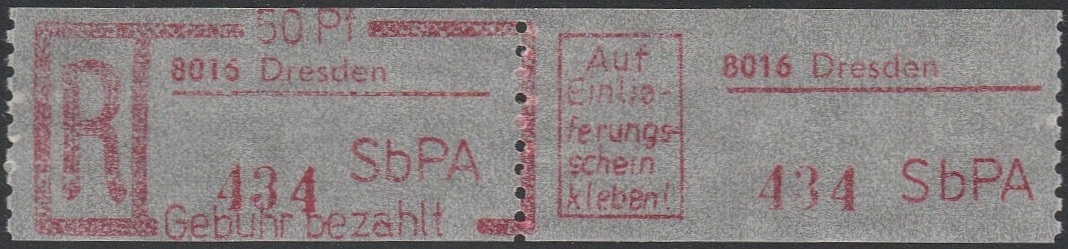 50 Pf
R
8016 Dresden
SbPA
434
Gebühr bezahlt
Auf
Einlie-
ferungs-
schein
kleben!
8016 Dresden
434 SbPA